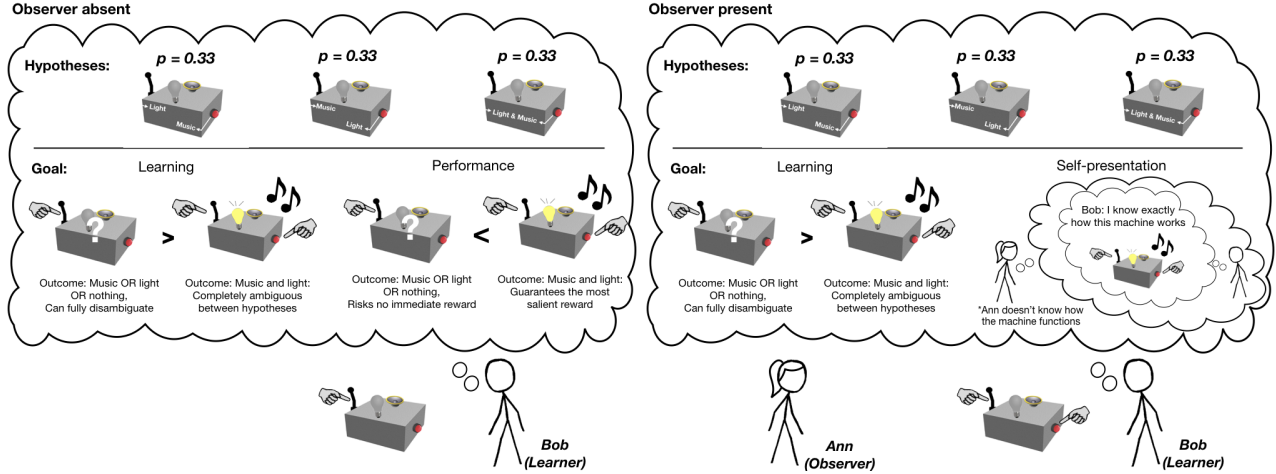 Observer absent
Hypotheses:
p = 0.33
p = 0.33
p = 0.33
Light
Music
Music
Light
Light & Music
Goal:
Learning
Performance
?
>
?
<
Outcome: Music OR light
OR nothing,
Can fully disambiguate
Outcome: Music and light:
Completely ambiguous
between hypotheses
Outcome: Music OR light
OR nothing,
Risks no immediate reward
Outcome: Music and light:
Guarantees the most
salient reward
Bob
(Learner)
Observer present
Hypotheses:
p = 0.33
p = 0.33
p = 0.33
Light
Music
Music
Light
Light & Music
Goal:
Learning
Self-presentation
?
>
Outcome: Music OR light
OR nothing,
Can fully disambiguate
Outcome: Music and light:
Completely ambiguous
between hypotheses
Bob: I know exactly
how this machine works
*Ann doesn't know how
the machine functions
Ann
(Observer)
Bob
(Learner)